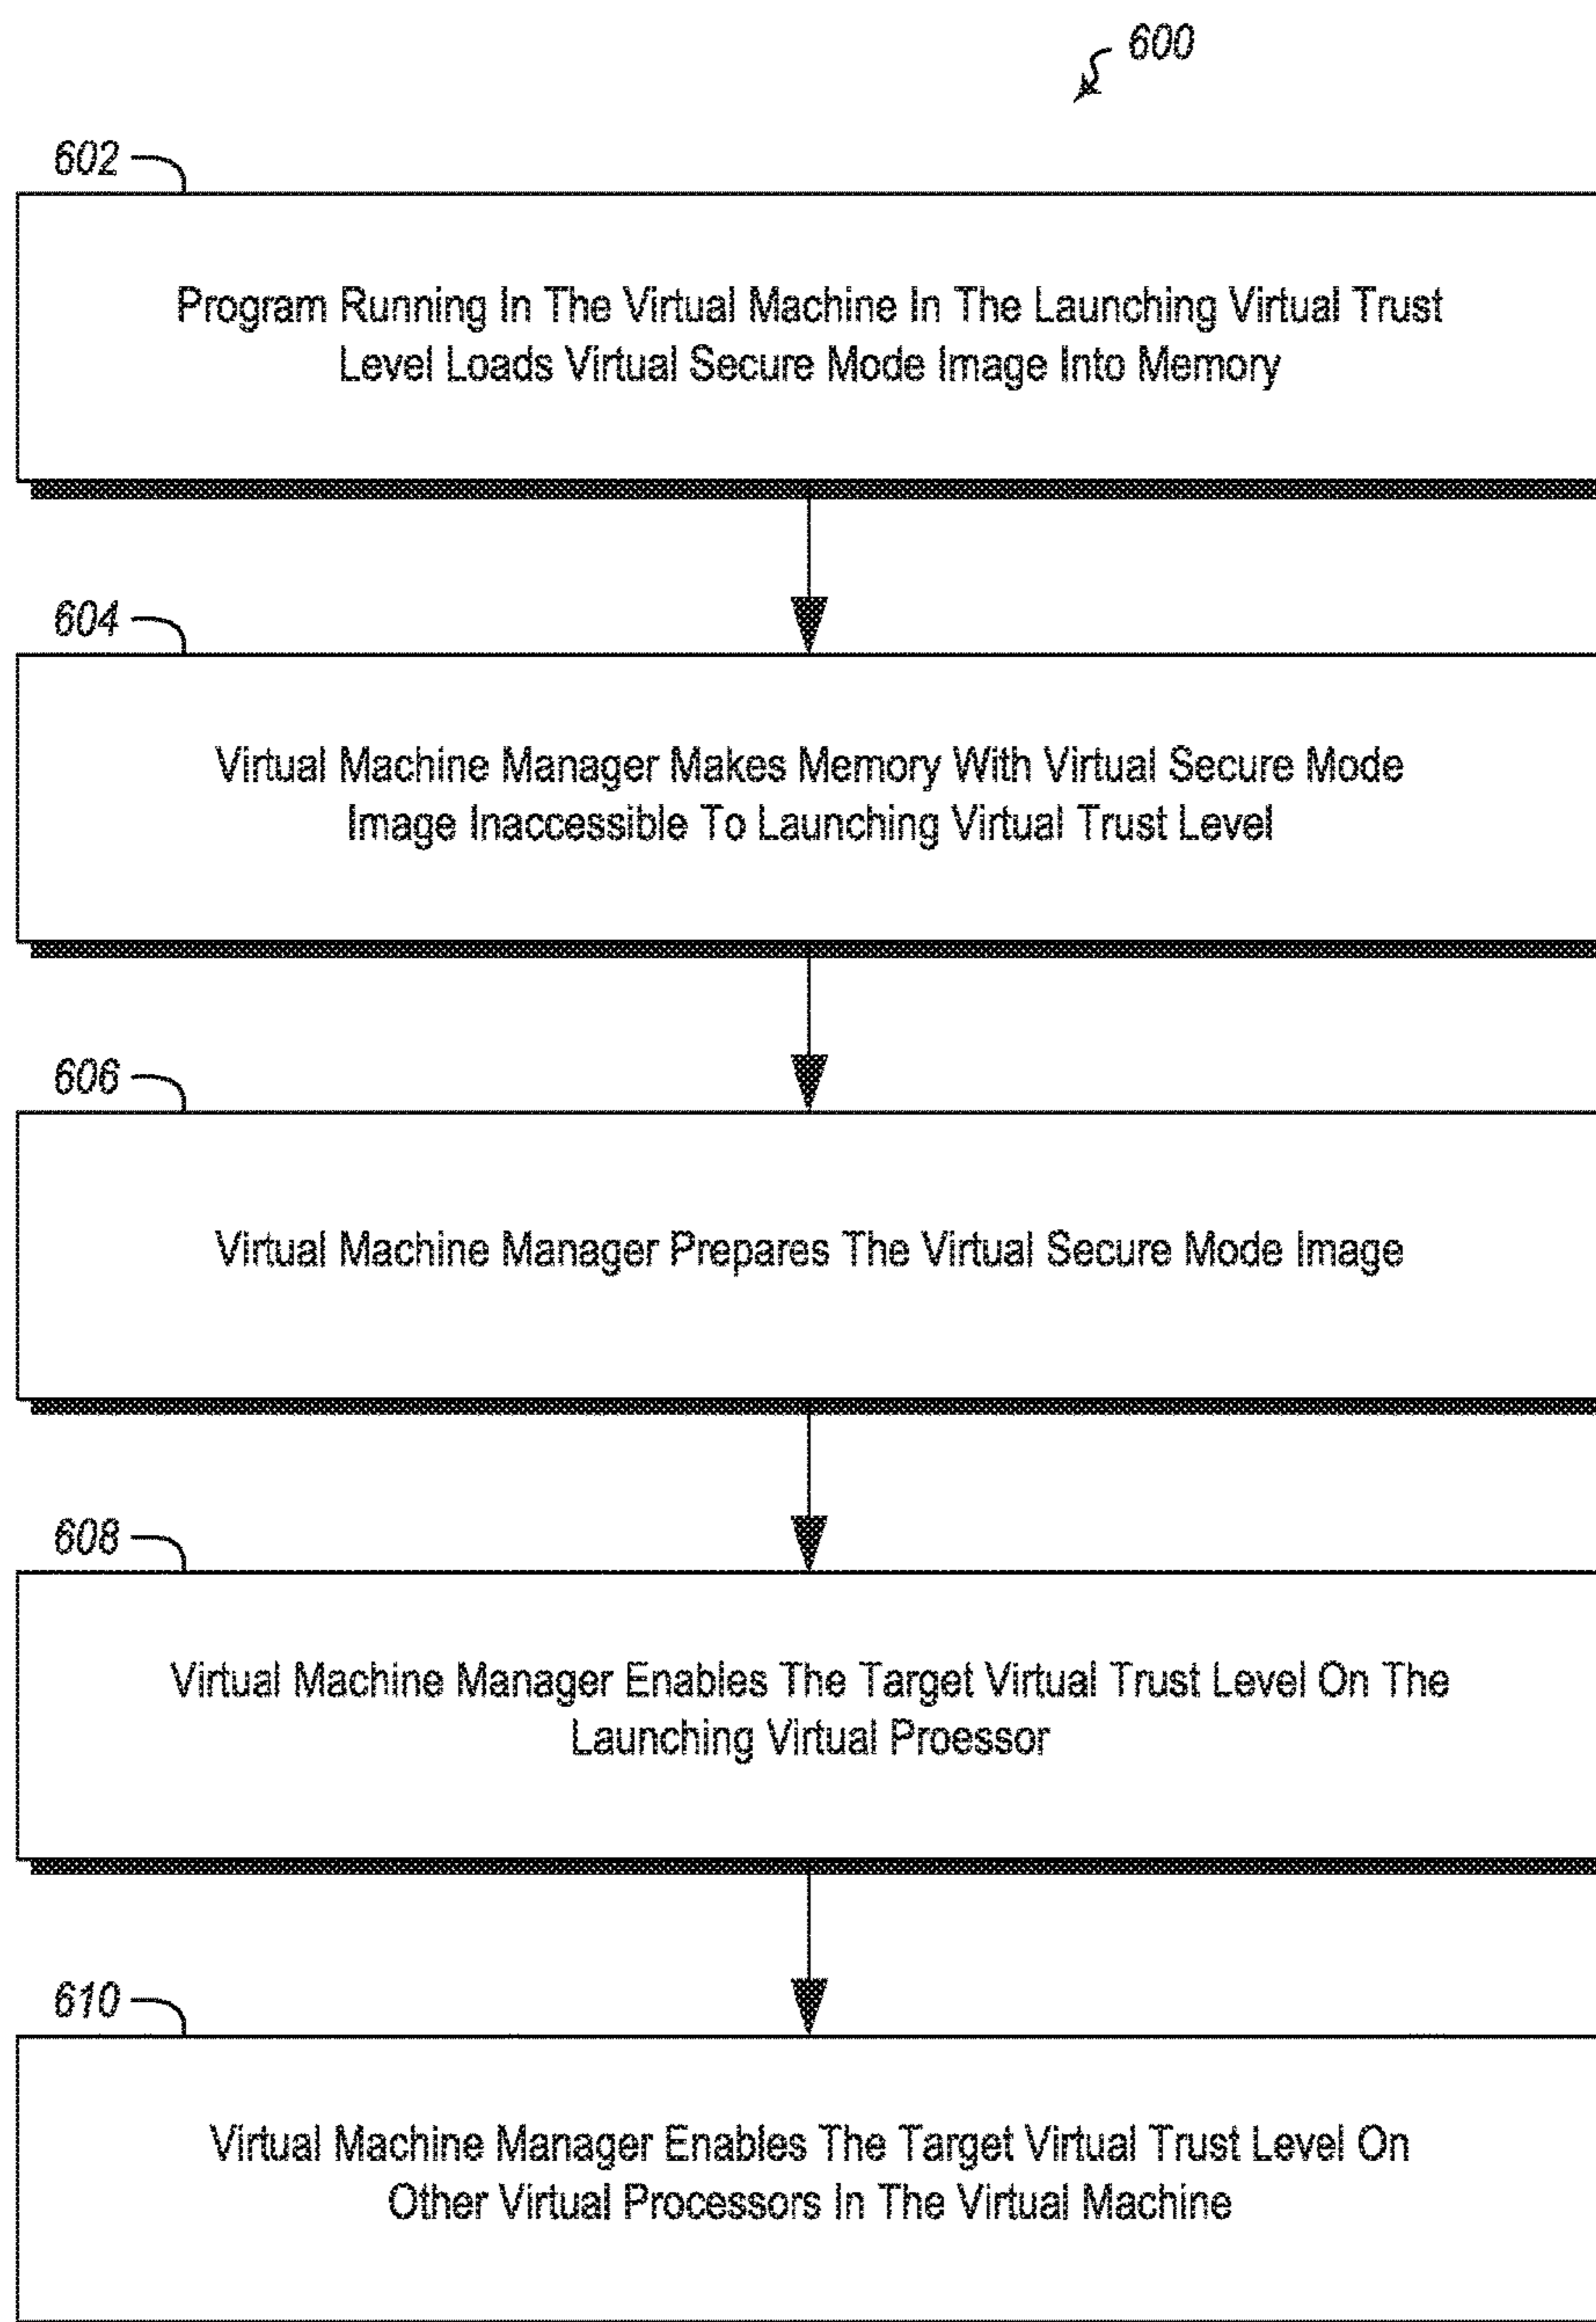 600
602
Program Running In The Virtual Machine In The Launching Virtual Trust
Level Loads Virtual Secure Mode Image Into Memory
604
Virtual Machine Manager Makes Memory With Virtual Secure Mode
Image Inaccessible To Launching Virtual Trust Level
606
Virtual Machine Manager Prepares The Virtual Secure Mode Image
608
Virtual Machine Manager Enables The Target Virtual Trust Level On The
Launching Virtual Proessor
610
Virtual Machine Manager Enables The Target Virtual Trust Level On
Other Virtual Processors In The Virtual Machine